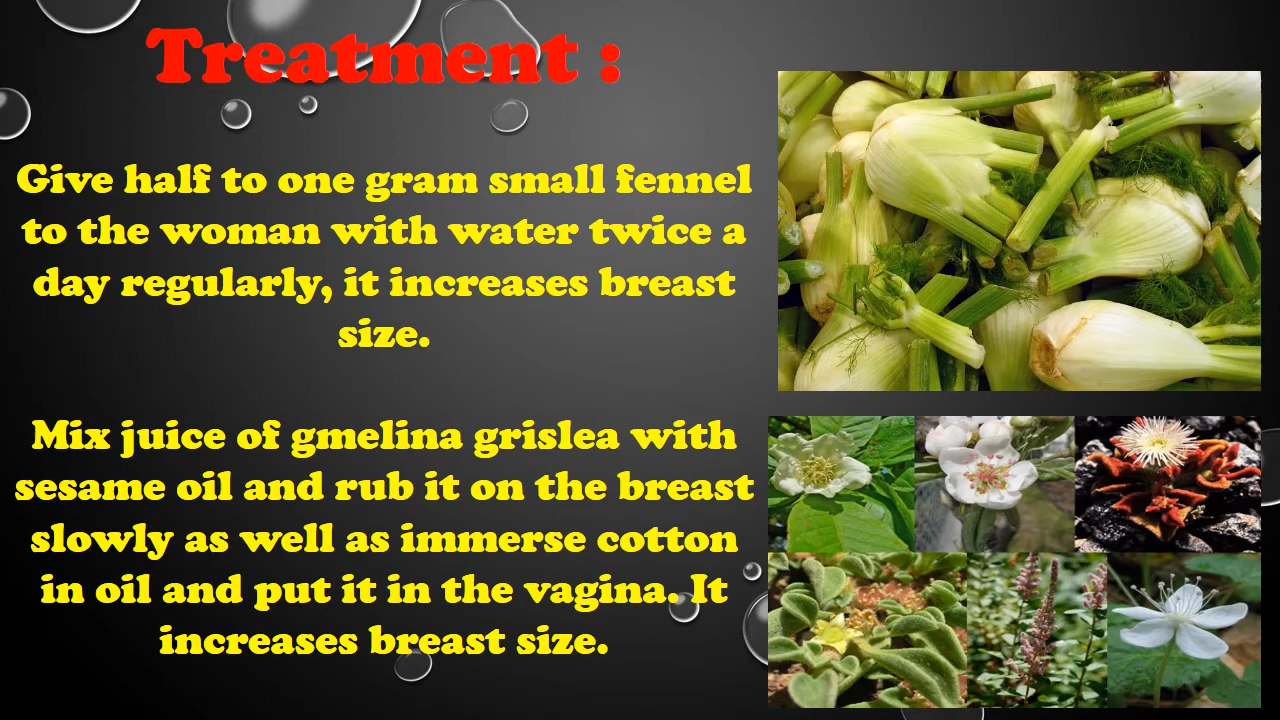 Treatment :
Give half to one gram small fennel
to the woman with water twice a
day regularly, it increases breast
size.
Mix juice of gmelina grislea with
sesame oil and rub it on the breast
slowly as well as immerse cotton
in oil and put it in the vagina. It
increases breast size.